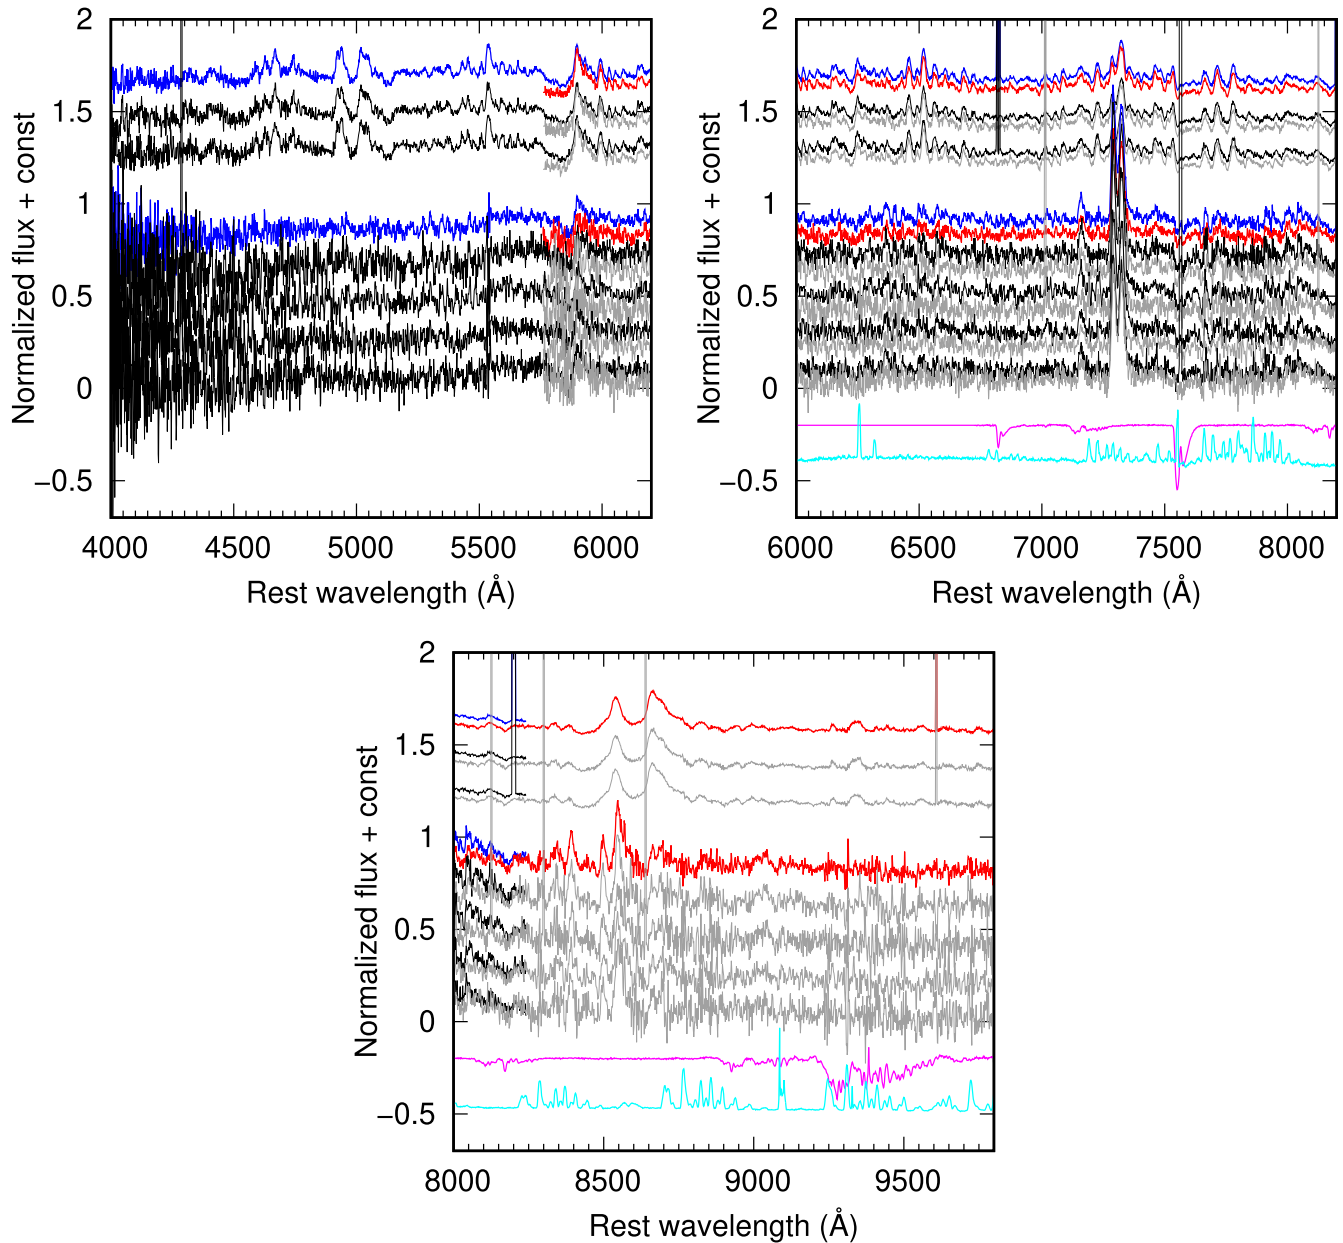 2
1.5
1
0.5
0
−0.5
Normalized flux + const
4000 4500 5000 5500 6000
Rest wavelength (Å)
2
1.5
1
0.5
0
−0.5
Normalized flux + const
6000 6500 7000 7500 8000
Rest wavelength (Å)
2
1.5
1
0.5
0
−0.5
Normalized flux + const
8000 8500 9000 9500
Rest wavelength (Å)